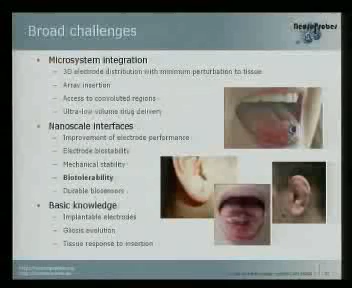 Broad challenges
NeuroProbes
Microsystem integration
– 3D electrode distribution with minimum perturbation to tissue
– Array insertion
– Access to convoluted regions
– Ultra-low volume drug delivery
Nanoscale interfaces
– Improvement of electrode performance
– Electrode biostability
– Mechanical stability
– Biotolerability
– Durable biosensors
Basic knowledge
– Implantable electrodes
– Gliosis evolution
– Tissue response to insertion